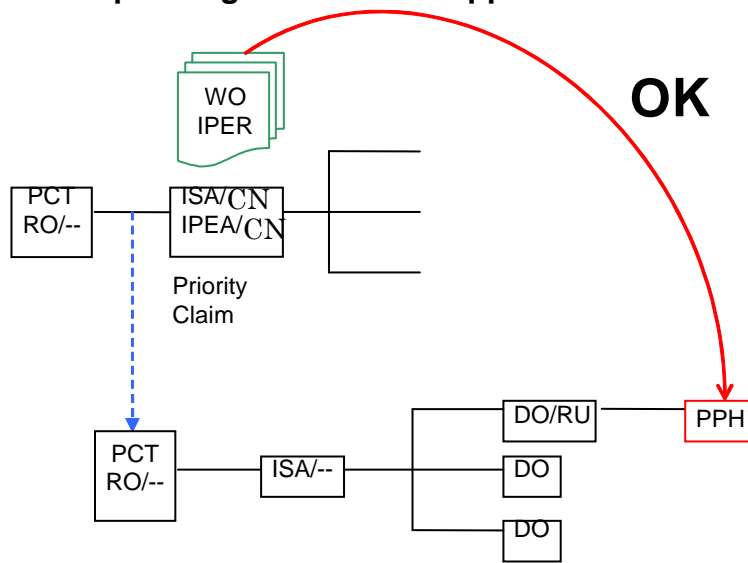 OK
WO
IPER
PCT
RO/--
ISA/CN
IPEA/CN
Priority
Claim
DO/RU
PPH
PCT
RO/--
ISA/--
DO
DO